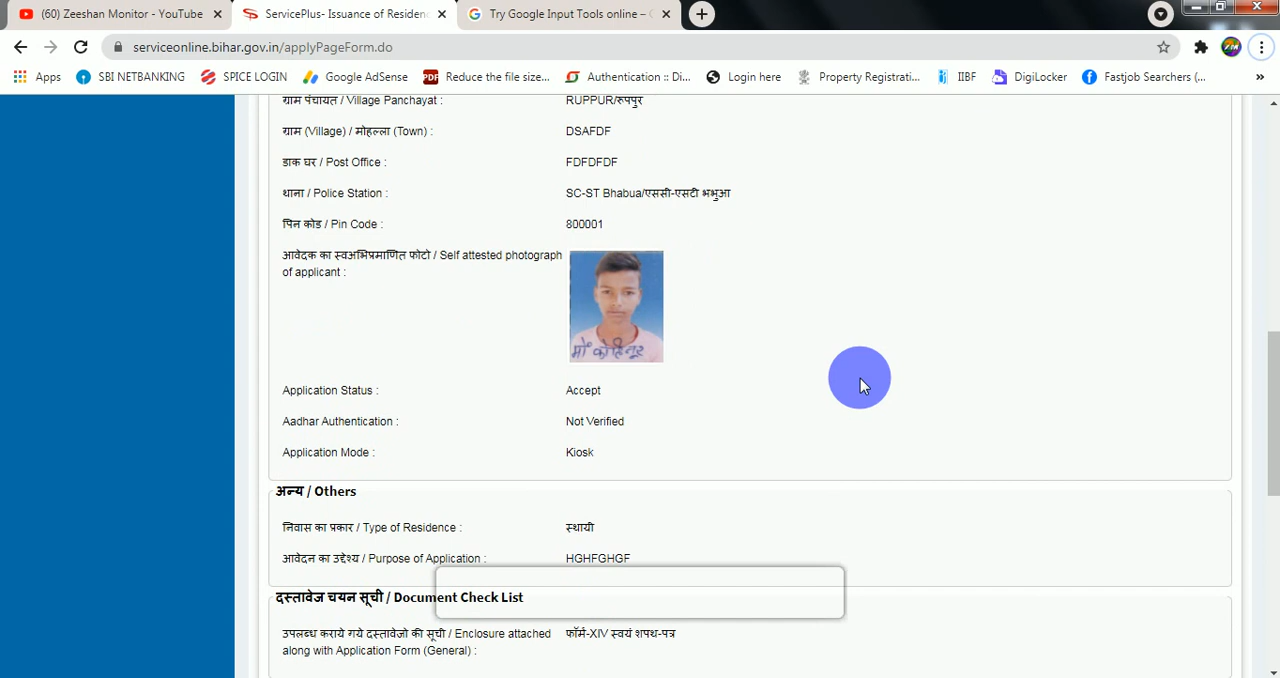 (60) Zeeshan Monitor - YouTube
ServicePlus- Issuance of Residenc
Try Google Input Tools online –
serviceonline.bihar.gov.in/applyPageForm.do
Apps SBI NETBANKING SPICE LOGIN Google AdSense PDF Reduce the file size... Authentication :: Di... Login here Property Registrati... IIBF DigiLocker Fastjob Searchers (... »
ग्राम पंचायत / Village Panchayat : RUPPUR/रुपपुर
ग्राम (Village) / मोहल्ला (Town) : DSAFDF
डाक घर / Post Office : FDFDFDF
थाना / Police Station : SC-ST Bhabua/एससी-एसटी भभुआ
पिन कोड / Pin Code : 800001
आवेदक का स्वअभिप्रमाणित फोटो / Self attested photograph
of applicant :
मो० कोहिनूर
Application Status : Accept
Aadhar Authentication : Not Verified
Application Mode : Kiosk
अन्य / Others
निवास का प्रकार / Type of Residence : स्थायी
आवेदन का उद्देश्य / Purpose of Application : HGHFGHGF
दस्तावेज चयन सूची / Document Check List
उपलब्ध कराये गये दस्तावेजो की सूची / Enclosure attached फॉर्म-XIV स्वयं शपथ-पत्र
along with Application Form (General) :